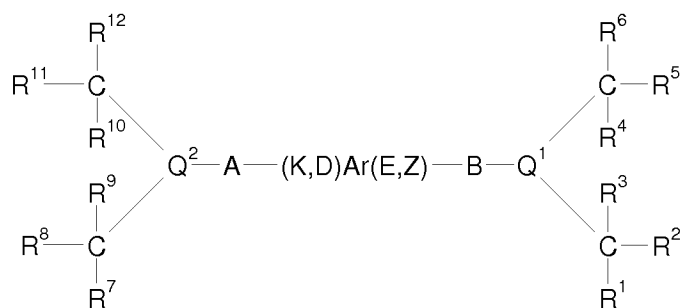 R¹² R⁶
R¹¹ C C R⁵
R¹⁰ R⁴
Q² A (K,D)Ar(E,Z) B Q¹
R⁹ R³
R⁸ C C R²
R⁷ R¹